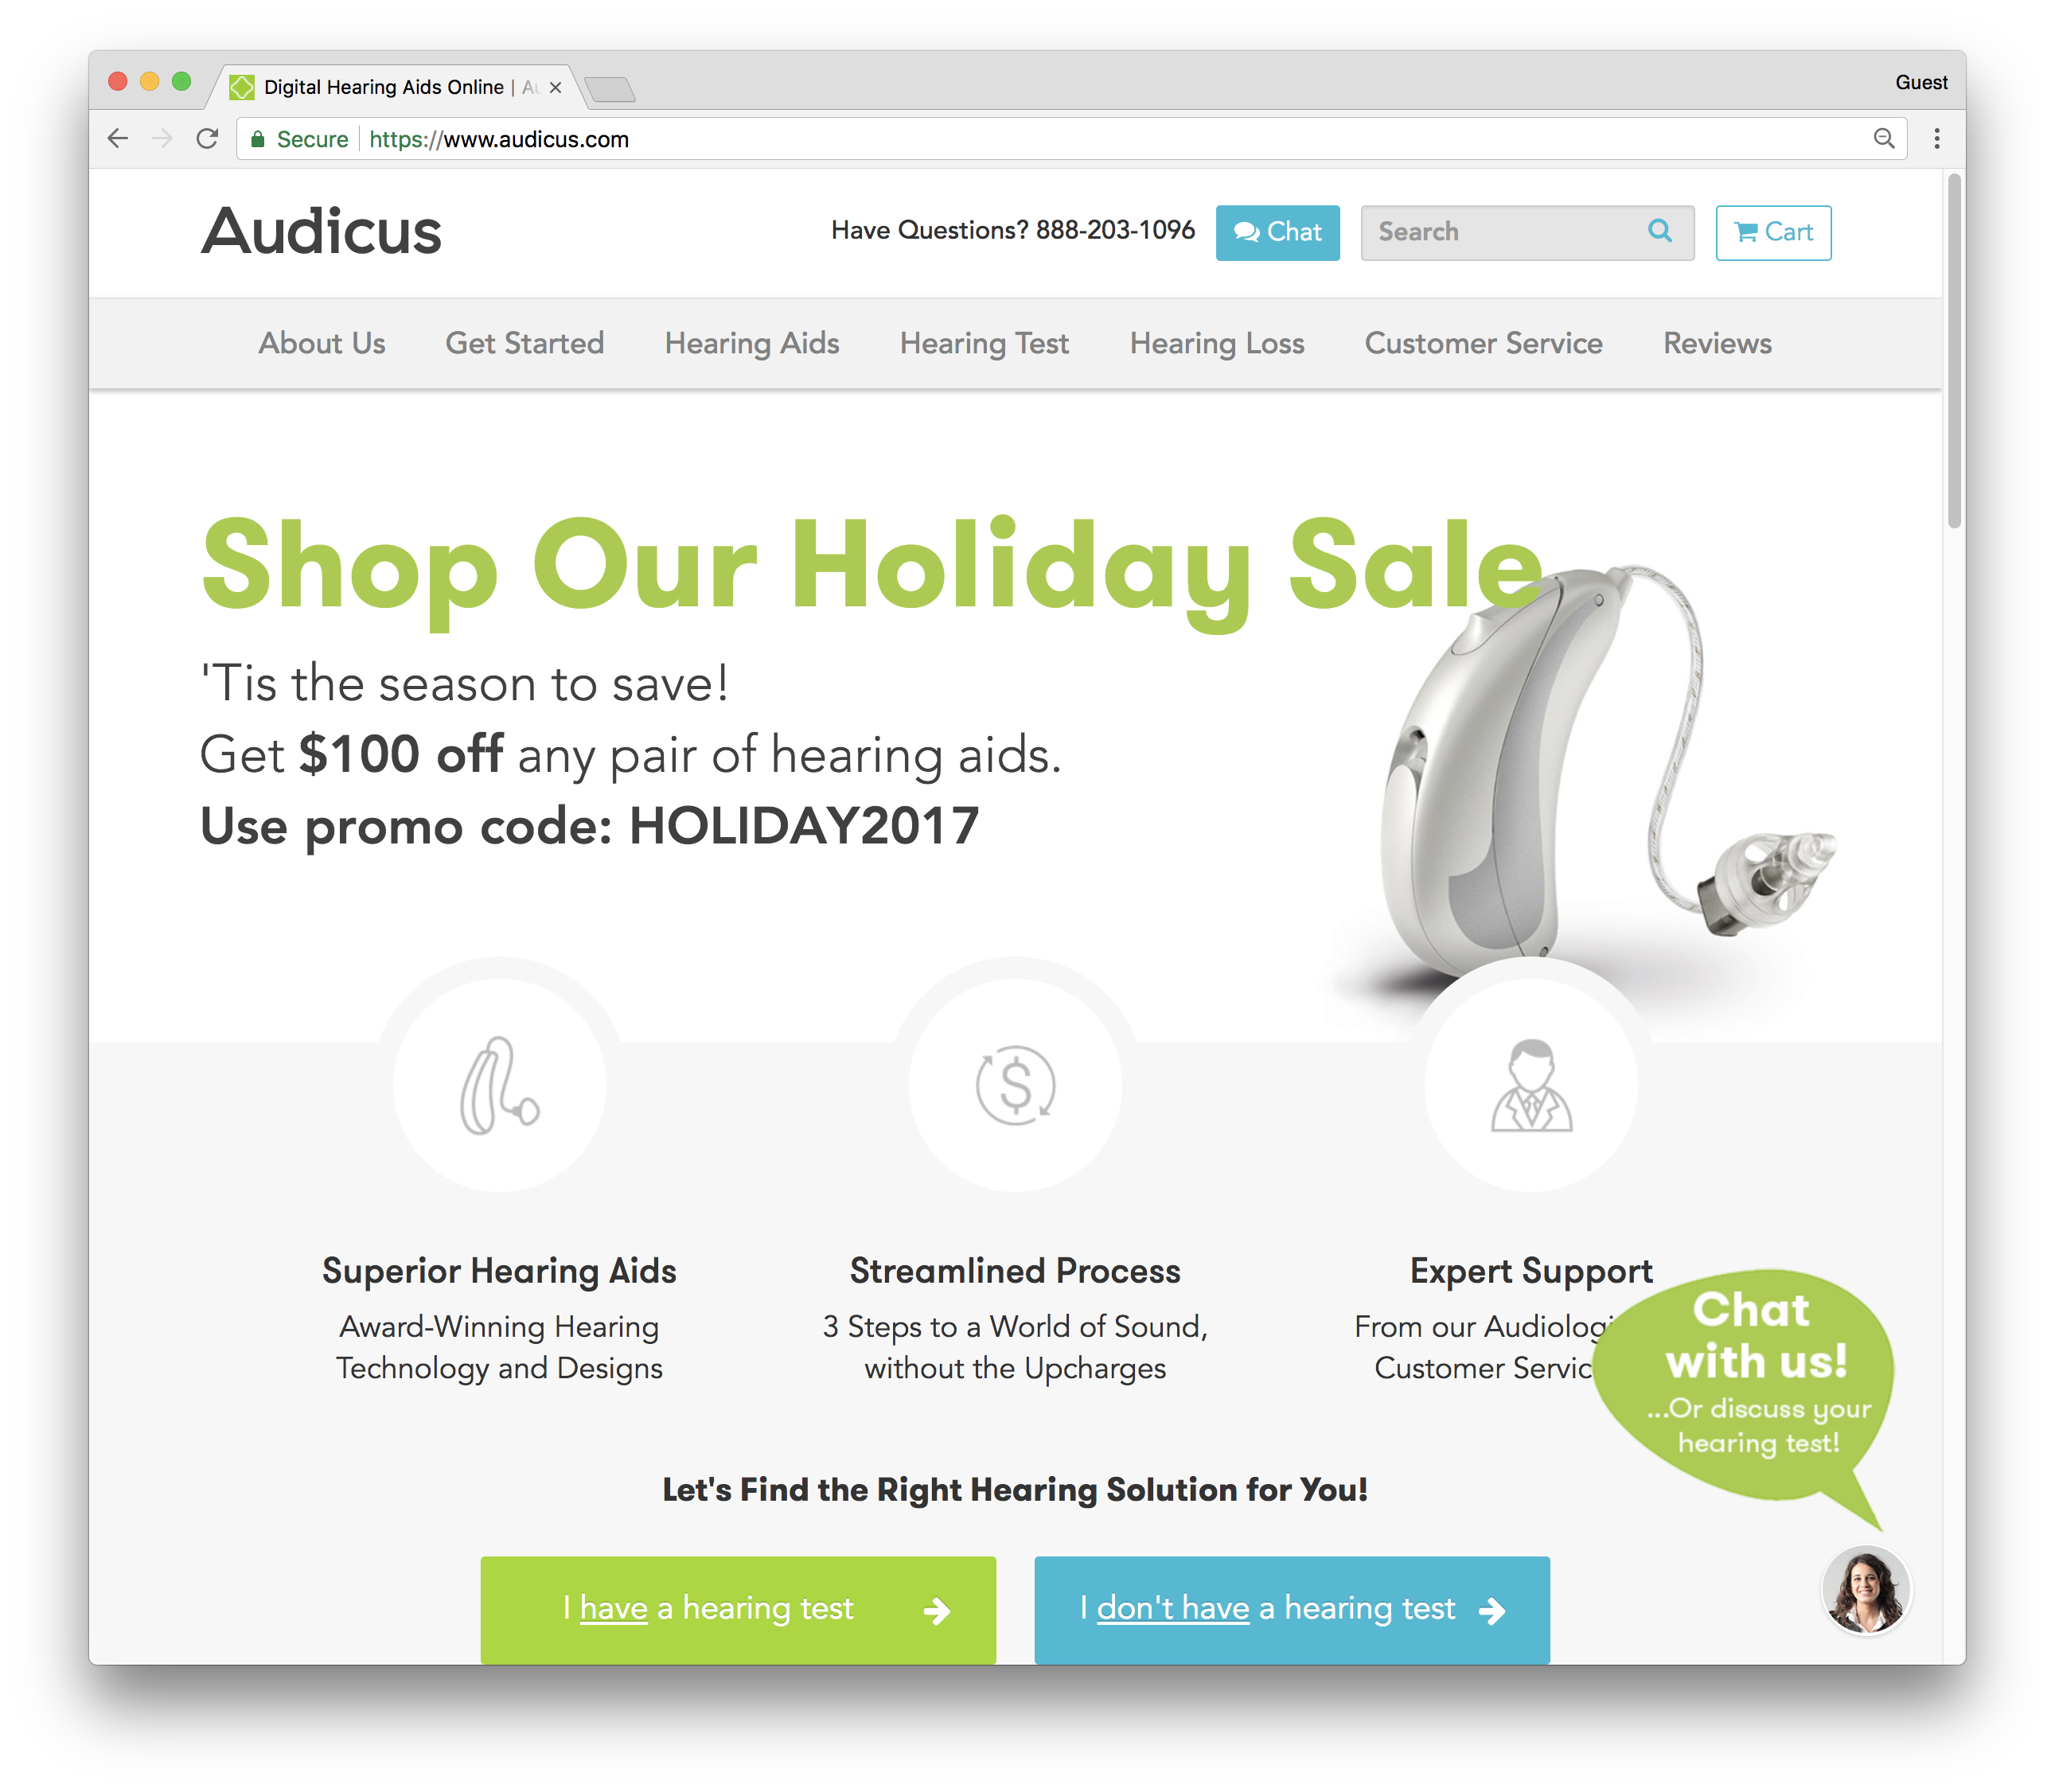 Digital Hearing Aids Online | Au
Guest
Secure
https://www.audicus.com
Audicus
Have Questions? 888-203-1096
Chat
Search
Cart
About Us
Get Started
Hearing Aids
Hearing Test
Hearing Loss
Customer Service
Reviews
Shop Our Holiday Sale
'Tis the season to save!
Get $100 off any pair of hearing aids.
Use promo code: HOLIDAY2017
Superior Hearing Aids
Award-Winning Hearing
Technology and Designs
Streamlined Process
3 Steps to a World of Sound,
without the Upcharges
Expert Support
From our Audiologi
Customer Servic
Chat
with us!
...Or discuss your
hearing test!
Let's Find the Right Hearing Solution for You!
I have a hearing test
I don't have a hearing test